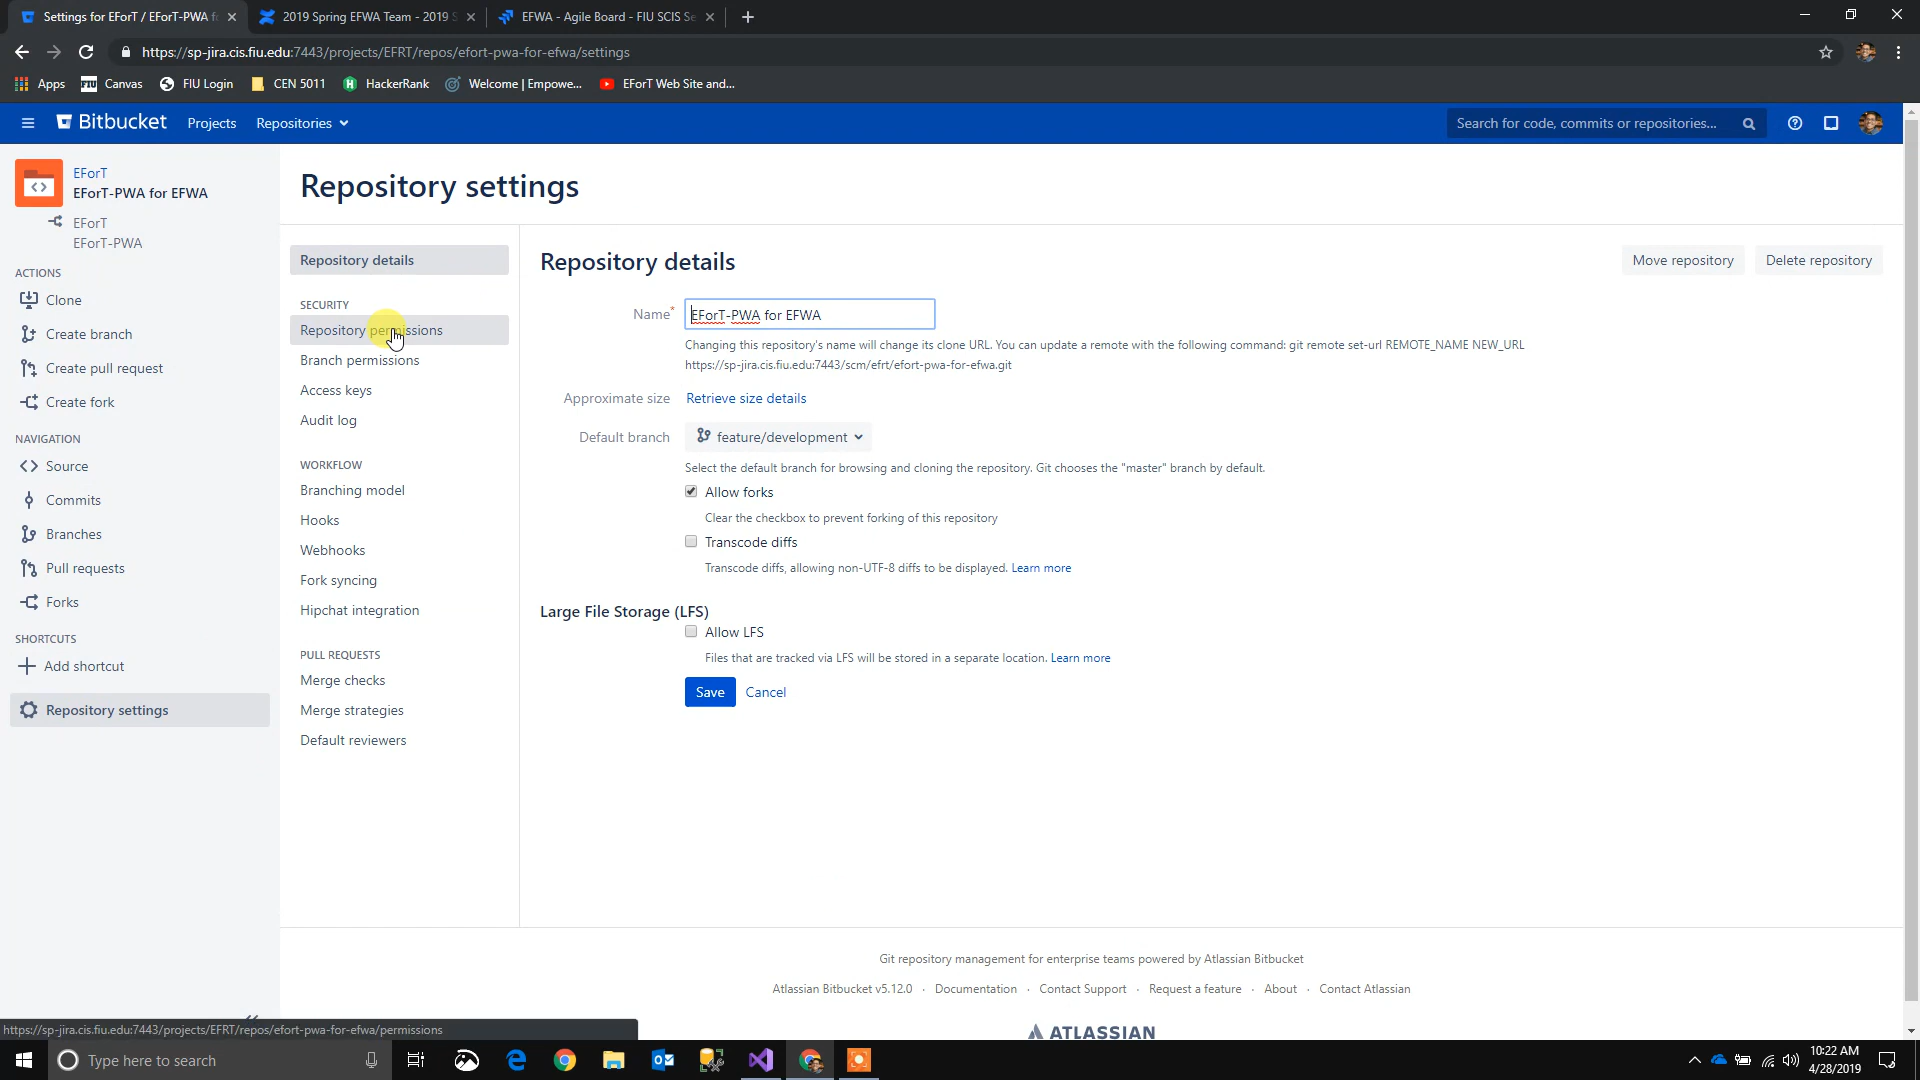 Settings for EForT / EForT-PWA fo
2019 Spring EFWA Team - 2019 S
EFWA - Agile Board - FIU SCIS Se
https://sp-jira.cis.fiu.edu:7443/projects/EFRT/repos/efort-pwa-for-efwa/settings
Apps
FIU Canvas
FIU Login
CEN 5011
HackerRank
Welcome | Empowe...
EForT Web Site and...
Bitbucket
Projects
Repositories
Search for code, commits or repositories...
EForT
EForT-PWA for EFWA
EForT
EForT-PWA
ACTIONS
Clone
Create branch
Create pull request
Create fork
NAVIGATION
Source
Commits
Branches
Pull requests
Forks
SHORTCUTS
Add shortcut
Repository settings
Repository settings
Repository details
SECURITY
Repository permissions
Branch permissions
Access keys
Audit log
WORKFLOW
Branching model
Hooks
Webhooks
Fork syncing
Hipchat integration
PULL REQUESTS
Merge checks
Merge strategies
Default reviewers
Repository details
Move repository
Delete repository
Name* EForT-PWA for EFWA
Changing this repository's name will change its clone URL. You can update a remote with the following command: git remote set-url REMOTE_NAME NEW_URL
https://sp-jira.cis.fiu.edu:7443/scm/efrt/efort-pwa-for-efwa.git
Approximate size Retrieve size details
Default branch feature/development
Select the default branch for browsing and cloning the repository. Git chooses the "master" branch by default.
Allow forks
Clear the checkbox to prevent forking of this repository
Transcode diffs
Transcode diffs, allowing non-UTF-8 diffs to be displayed. Learn more
Large File Storage (LFS)
Allow LFS
Files that are tracked via LFS will be stored in a separate location. Learn more
Save Cancel
Git repository management for enterprise teams powered by Atlassian Bitbucket
Atlassian Bitbucket v5.12.0 · Documentation · Contact Support · Request a feature · About · Contact Atlassian
ATLASSIAN
https://sp-jira.cis.fiu.edu:7443/projects/EFRT/repos/efort-pwa-for-efwa/permissions
Type here to search
10:22 AM
4/28/2019